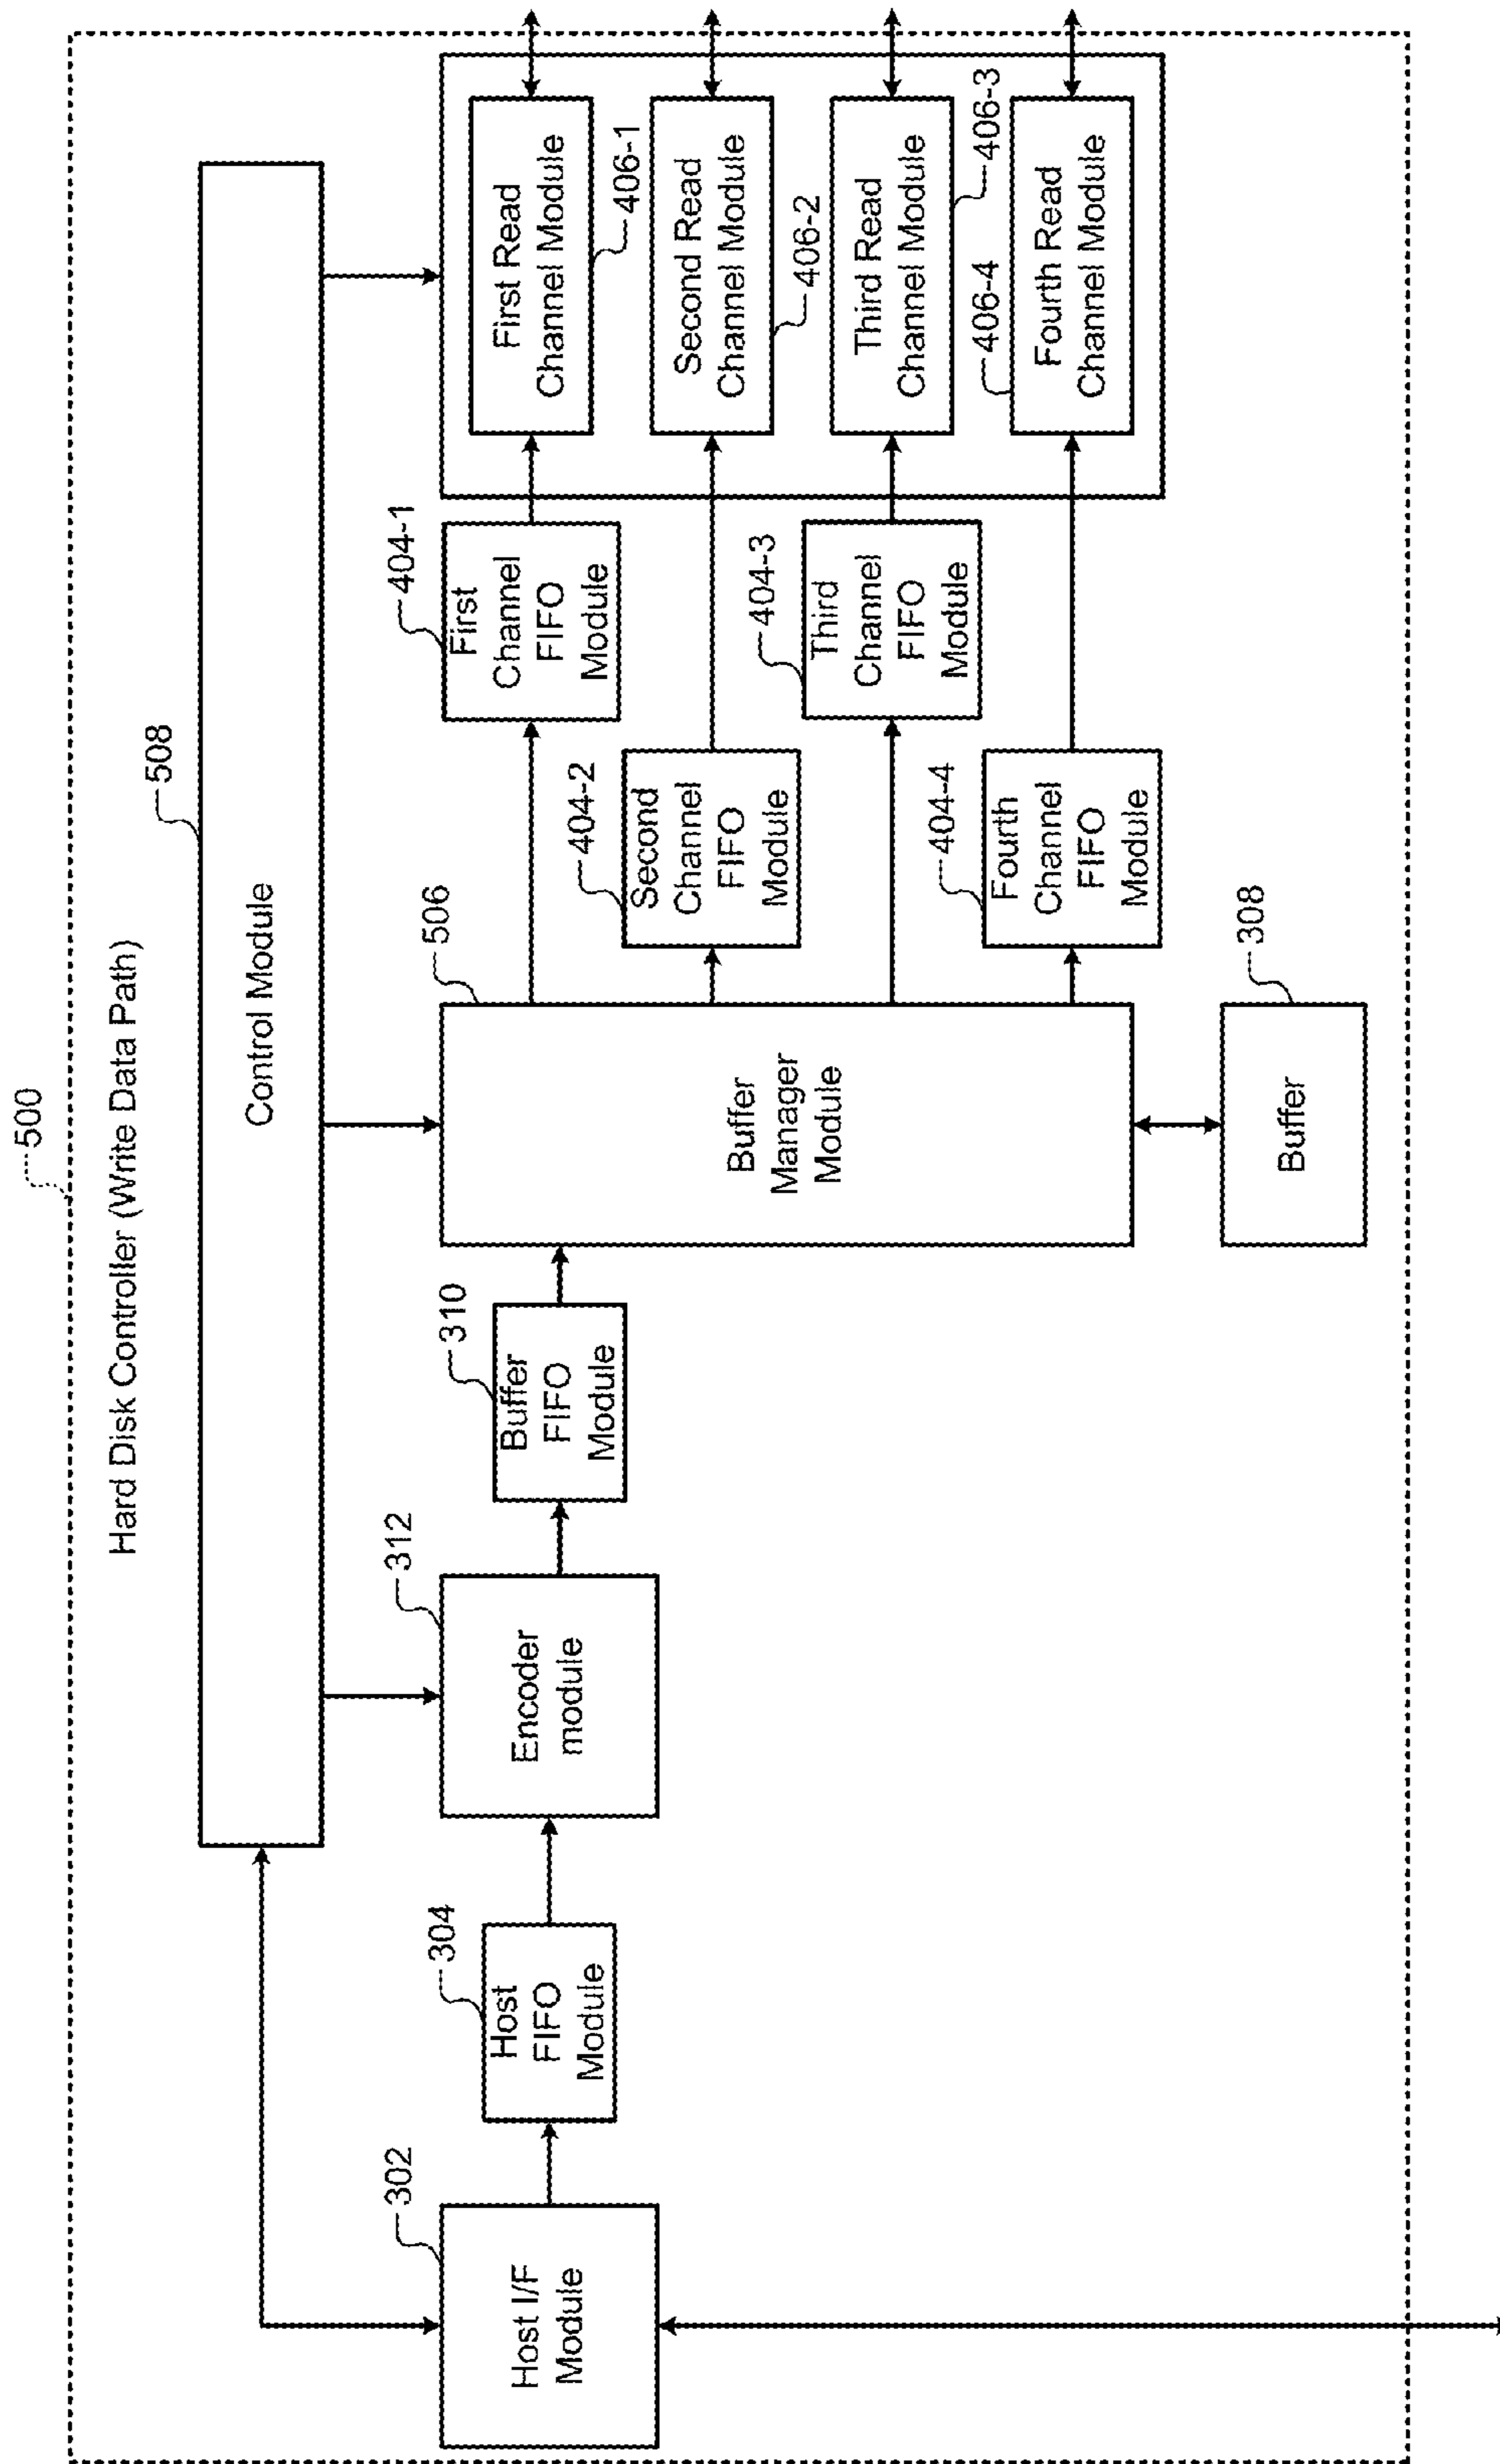 500
Hard Disk Controller (Write Data Path)
508
Control Module
302
Host I/F
Module
304
Host
FIFO
Module
312
Encoder
module
310
Buffer
FIFO
Module
506
Buffer
Manager
Module
308
Buffer
404-1
First
Channel
FIFO
Module
404-2
Second
Channel
FIFO
Module
404-3
Third
Channel
FIFO
Module
404-4
Fourth
Channel
FIFO
Module
First Read
Channel Module
406-1
Second Read
Channel Module
406-2
Third Read
Channel Module
406-3
406-4
Fourth Read
Channel Module